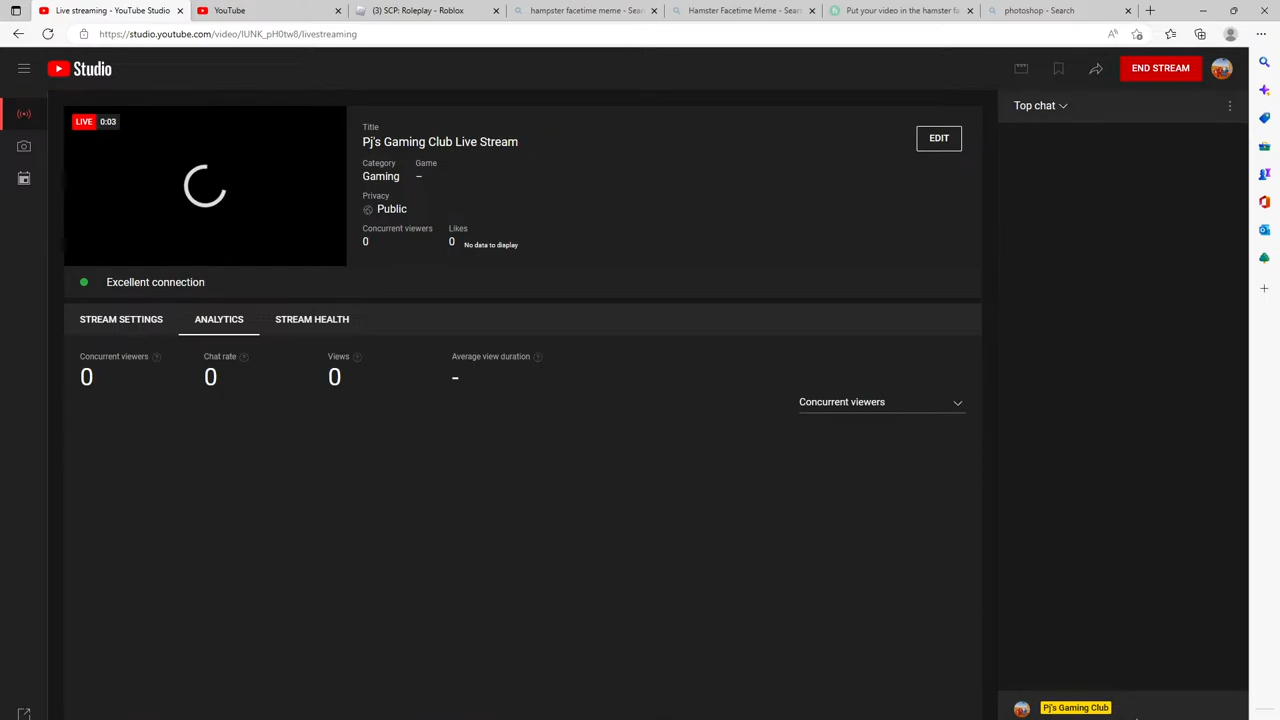 Live streaming - YouTube Studio
YouTube
(3) SCP: Roleplay - Roblox
hampster facetime meme - Sear
Hamster Facetime Meme - Sear
Put your video in the hamster fa
photoshop - Search
https://studio.youtube.com/video/IUNK_pH0tw8/livestreaming
Studio
END STREAM
LIVE 0:03
Title
Pj's Gaming Club Live Stream
EDIT
Category Game
Gaming –
Privacy
Public
Concurrent viewers Likes
0 0 No data to display
Excellent connection
STREAM SETTINGS ANALYTICS STREAM HEALTH
Concurrent viewers Chat rate Views Average view duration
0 0 0 -
Concurrent viewers
Top chat
Pj's Gaming Club